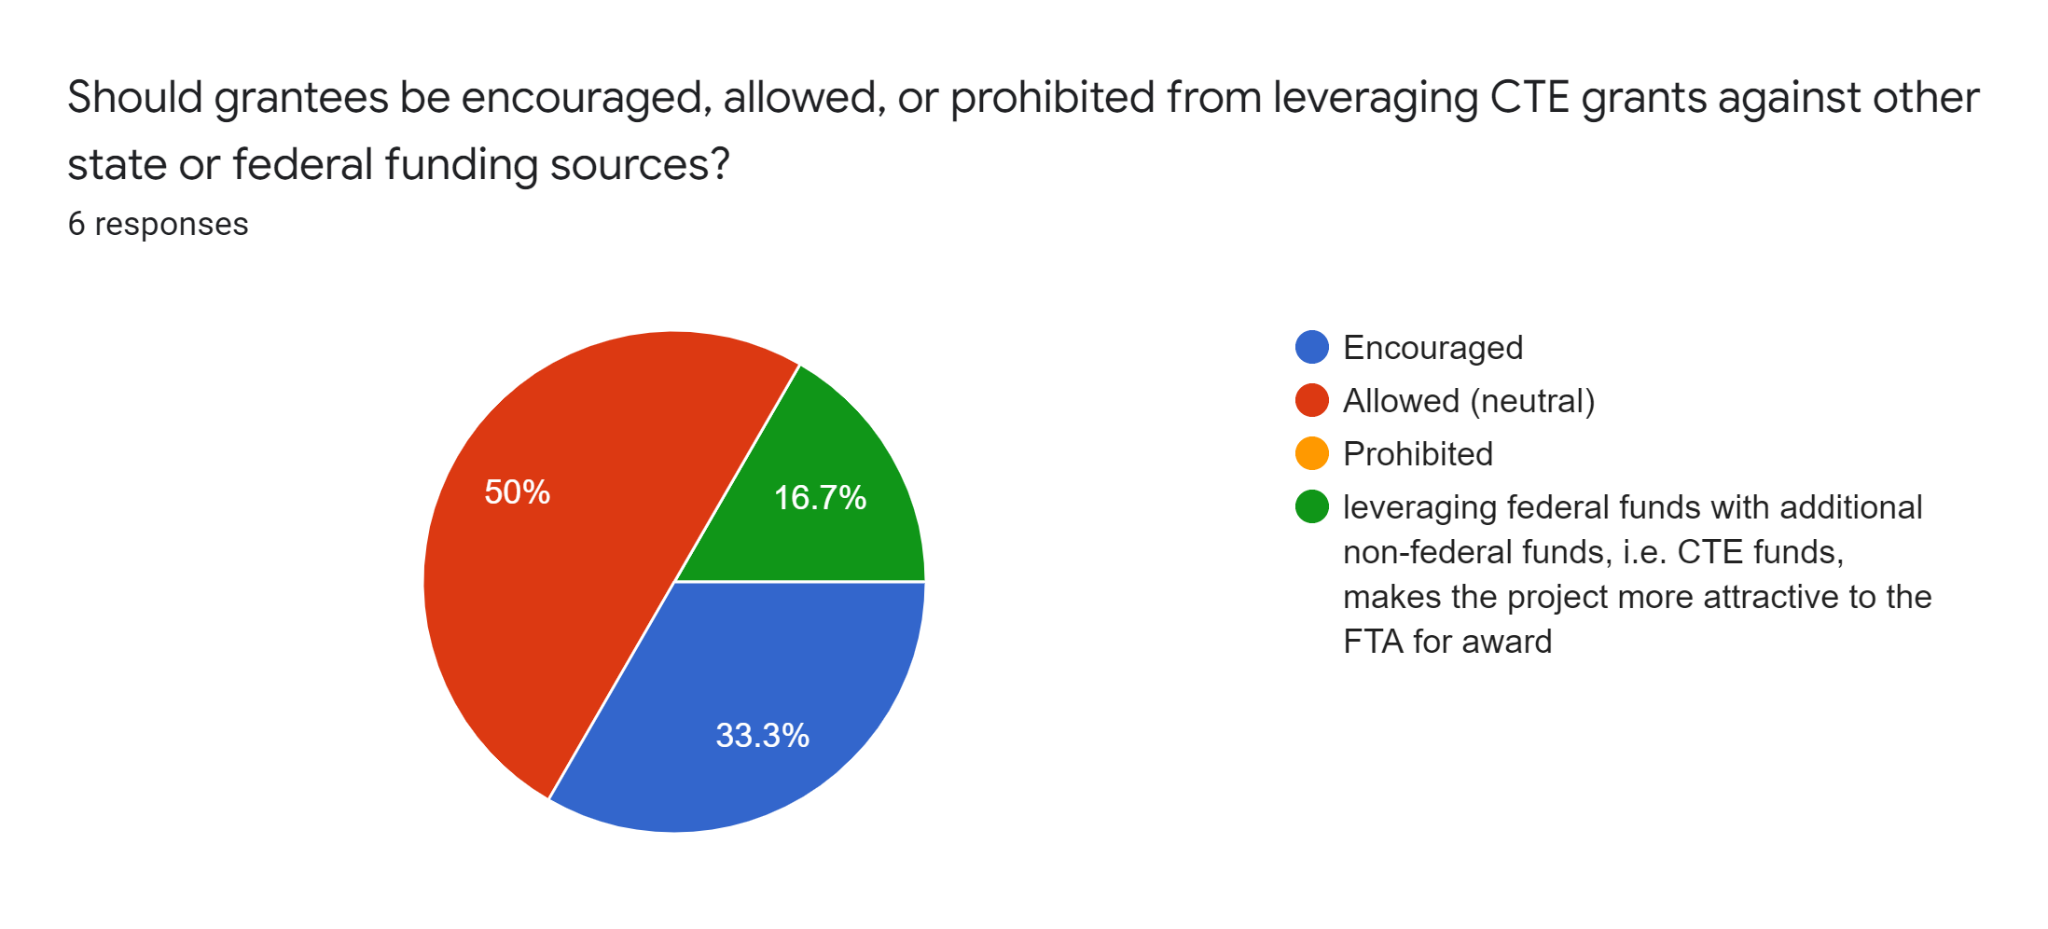 Should grantees be encouraged, allowed, or prohibited from leveraging CTE grants against other
state or federal funding sources?
6 responses
50%
16.7%
33.3%
Encouraged
Allowed (neutral)
Prohibited
leveraging federal funds with additional
non-federal funds, i.e. CTE funds,
makes the project more attractive to the
FTA for award